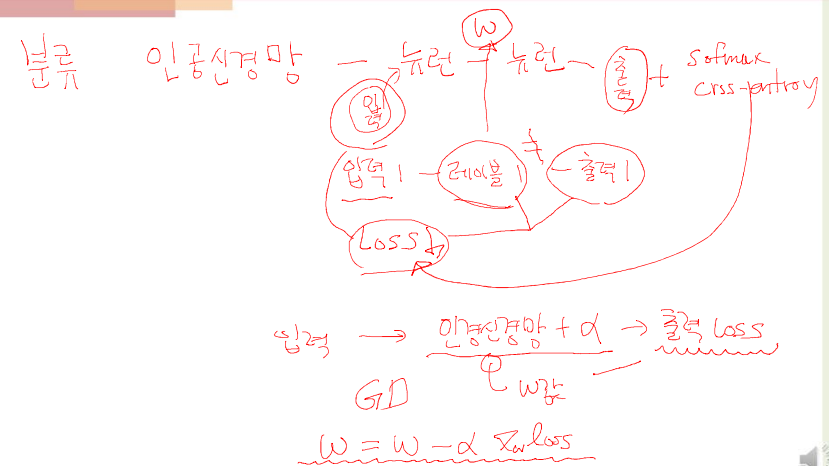 W
분류 인공신경망 - 뉴런 - 뉴런 - 출력 + softmax
crss-entropy
입력
입력1 - 레이블1 ≠ - 출력1
Loss↓
입력 → 인경신경망 + α → 출력 Loss
GD W값
W = W - α ∇w loss